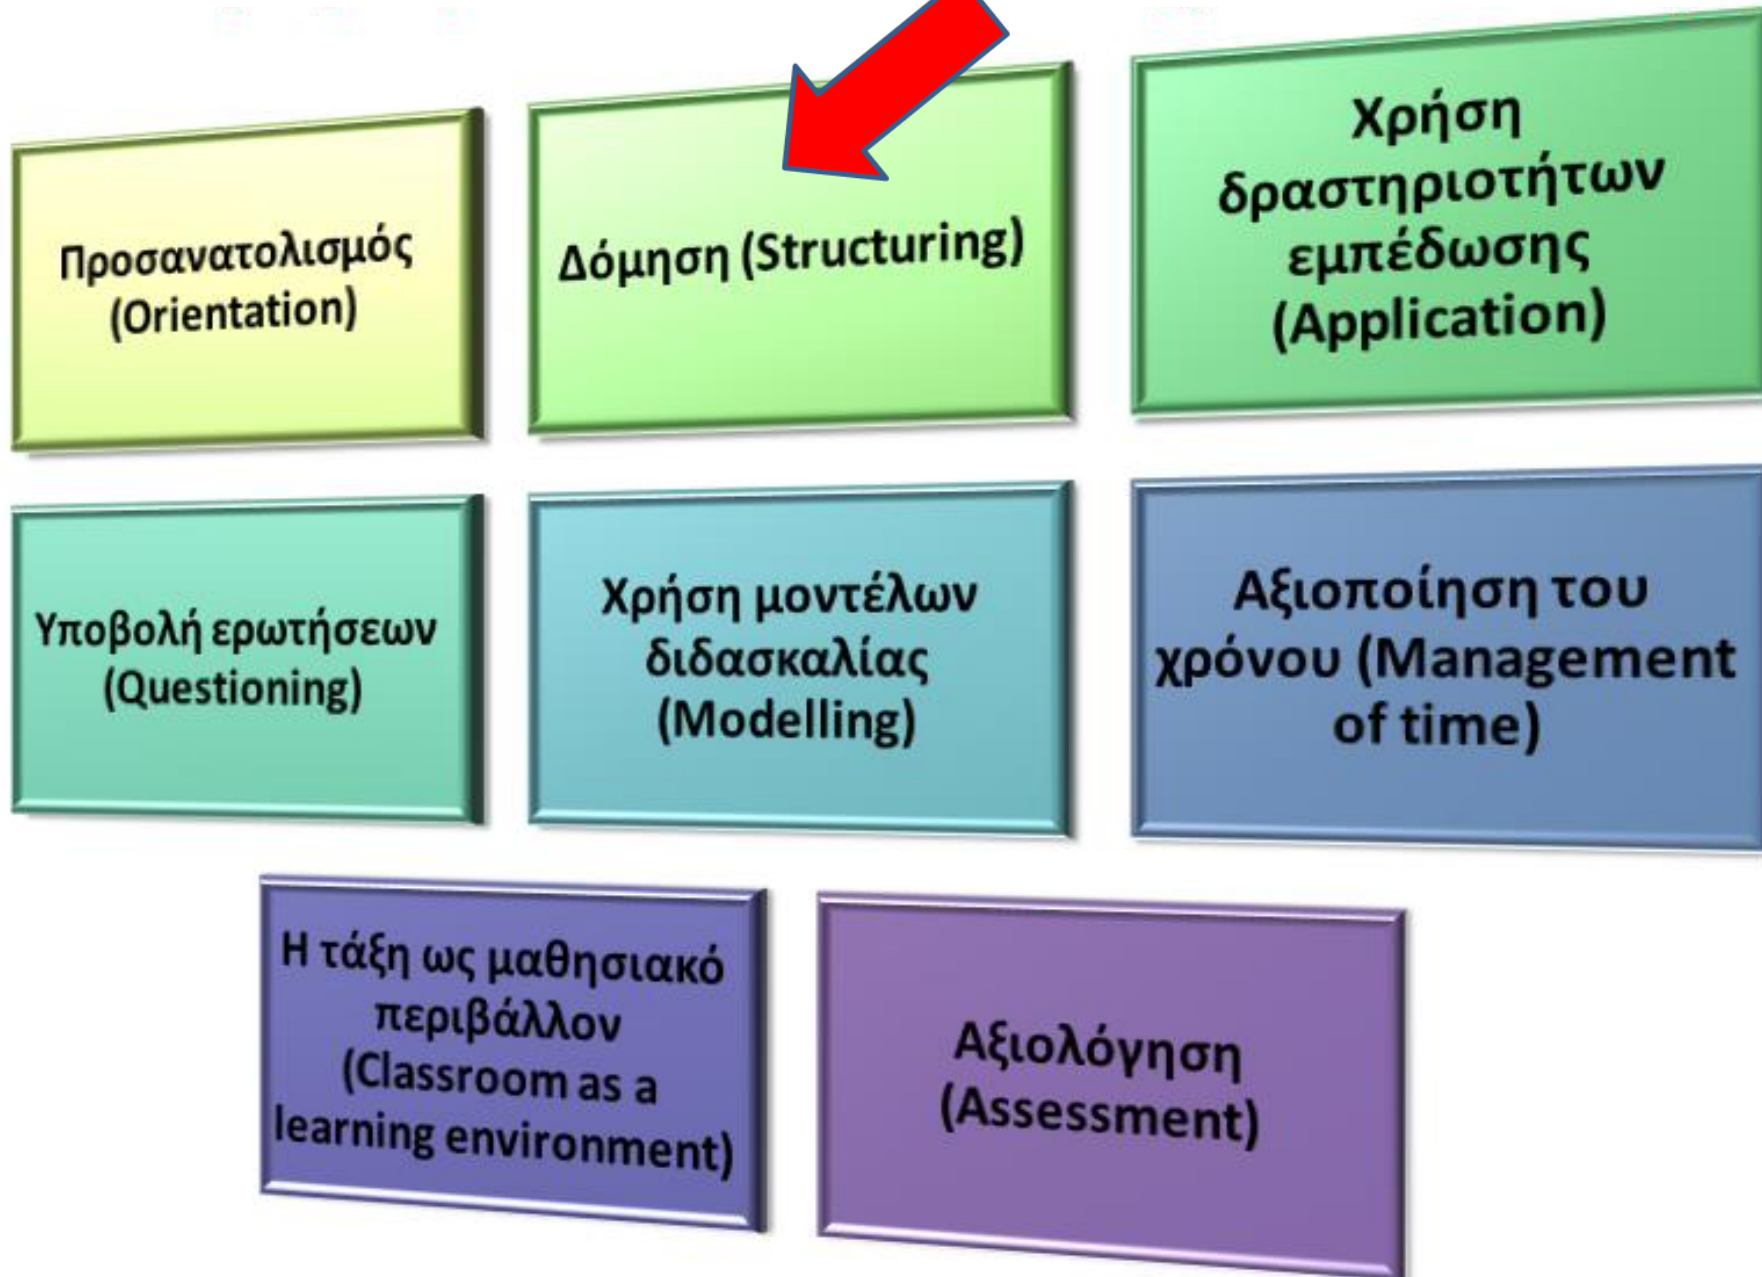 Προσανατολισμός
(Orientation)
Δόμηση (Structuring)
Χρήση
δραστηριοτήτων
εμπέδωσης
(Application)
Υποβολή ερωτήσεων
(Questioning)
Χρήση μοντέλων
διδασκαλίας
(Modelling)
Αξιοποίηση του
χρόνου (Management
of time)
Η τάξη ως μαθησιακό
περιβάλλον
(Classroom as a
learning environment)
Αξιολόγηση
(Assessment)